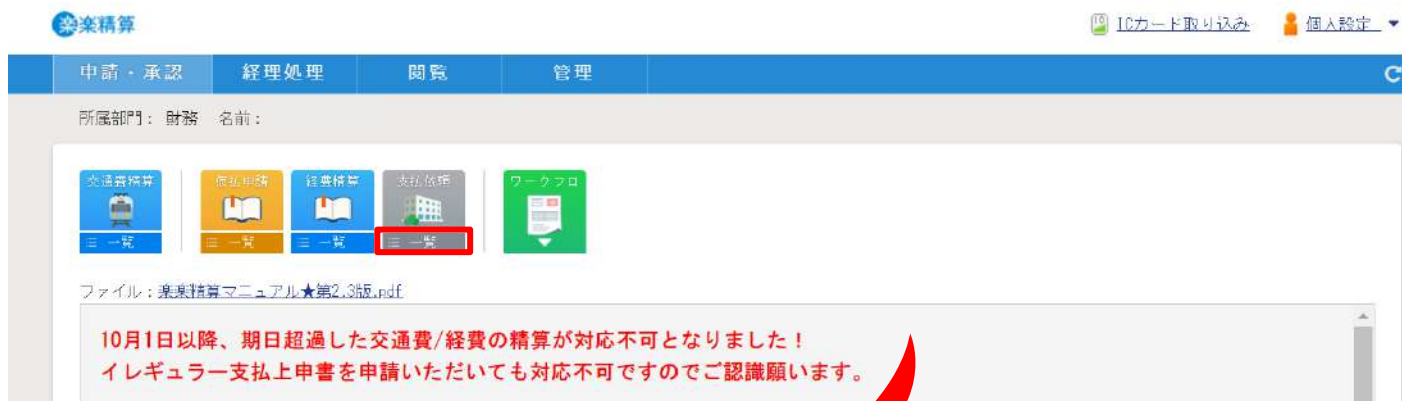 楽楽精算
ICカード取り込み 個人設定
申請・承認 経理処理 閲覧 管理
所属部門： 財務 名前：
交通費精算 仮払申請 経費精算 支払依頼 ワークフロ
一覧 一覧 一覧 一覧
ファイル：楽楽精算マニュアル★第2.3版.pdf
10月1日以降、期日超過した交通費/経費の精算が対応不可となりました！
イレギュラー支払上申書を申請いただいても対応不可ですのでご認識願います。